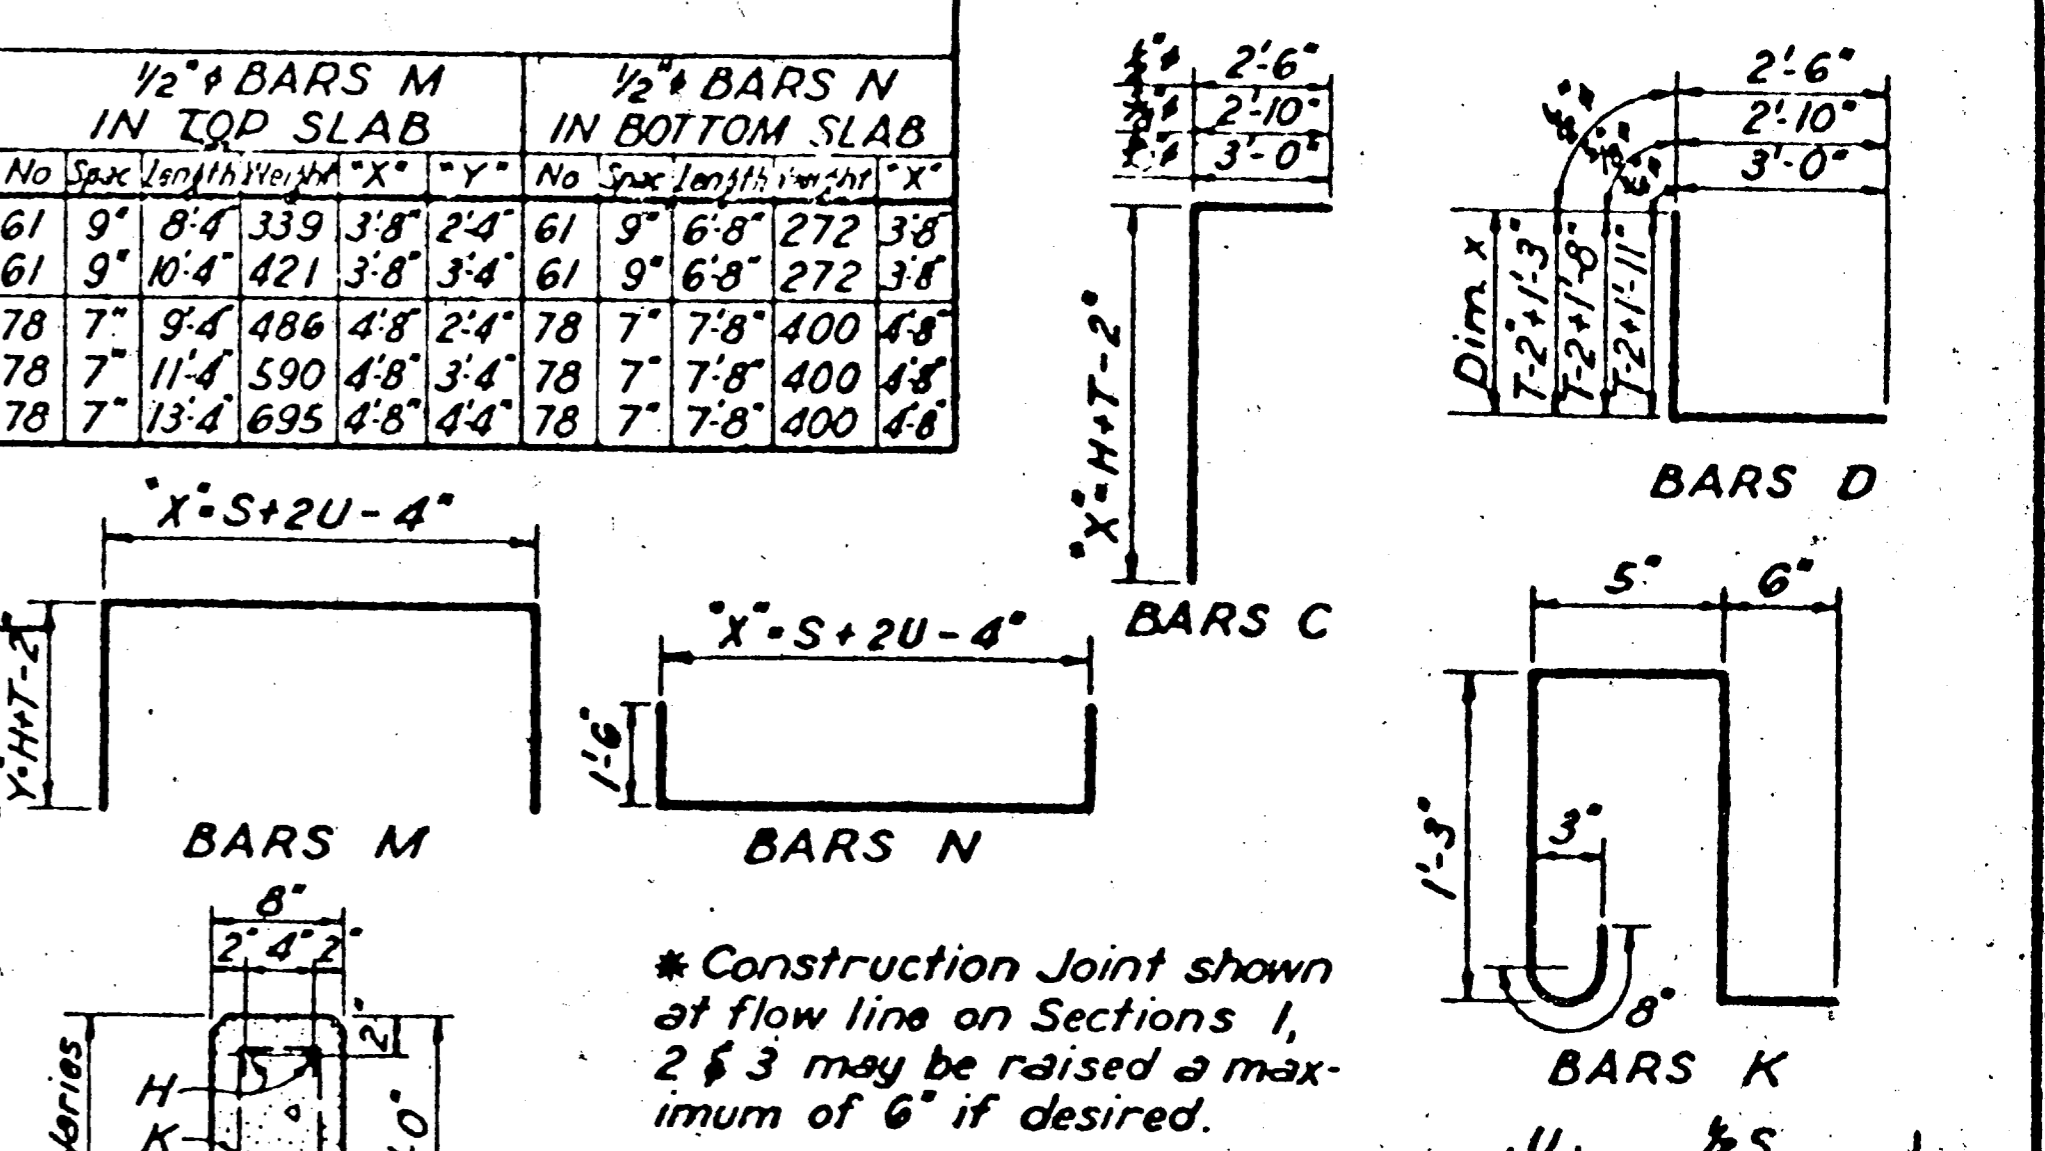 1/2"φ BARS M
IN TOP SLAB
1/2"φ BARS N
IN BOTTOM SLAB
No Spac Length Weight "X" "Y" No Spac Length Weight "X"
61 9" 8'-4" 339 3'-8" 2'-4" 61 9" 6'-8" 272 3'-8"
61 9" 10'-4" 421 3'-8" 3'-4" 61 9" 6'-8" 272 3'-8"
78 7" 9'-4" 486 4'-8" 2'-4" 78 7" 7'-8" 400 4'-8"
78 7" 11'-4" 590 4'-8" 3'-4" 78 7" 7'-8" 400 4'-8"
78 7" 13'-4" 695 4'-8" 4'-4" 78 7" 7'-8" 400 4'-8"
2'-6"
2'-10"
3'-0"
"X"=H+T-2"
BARS C
2'-6"
2'-10"
3'-0"
Dim x
T-2"+1'-3"
T-2+1'-8"
T-2+1'-11"
BARS D
"X"=S+2U-4"
"Y"=H+T-2"
BARS M
"X"=S+2U-4"
1'-6"
BARS N
5" 6"
1'-3"
3"
8"
BARS K
8"
2" 4" 2"
2"
H
K
* Construction Joint shown
at flow line on Sections 1,
2 & 3 may be raised a max-
imum of 6" if desired.